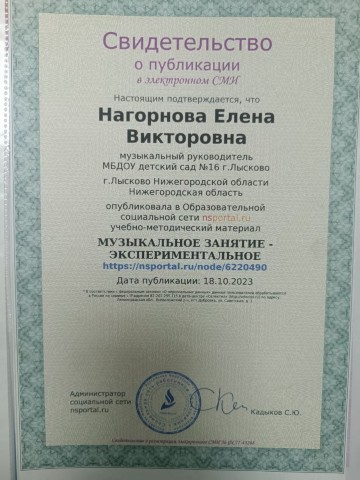 Свидетельство
о публикации
в электронном СМИ
Настоящим подтверждается, что
Нагорнова Елена
Викторовна
музыкальный руководитель
МБДОУ детский сад №16 г.Лысково
г.Лысково Нижегородской области
Нижегородская область
опубликовала в Образовательной
социальной сети nsportal.ru
учебно-методический материал
МУЗЫКАЛЬНОЕ ЗАНЯТИЕ -
ЭКСПЕРИМЕНТАЛЬНОЕ
https://nsportal.ru/node/6220490
Дата публикации: 18.10.2023
Администратор
социальной сети
nsportal.ru
Кадыков С.Ю.